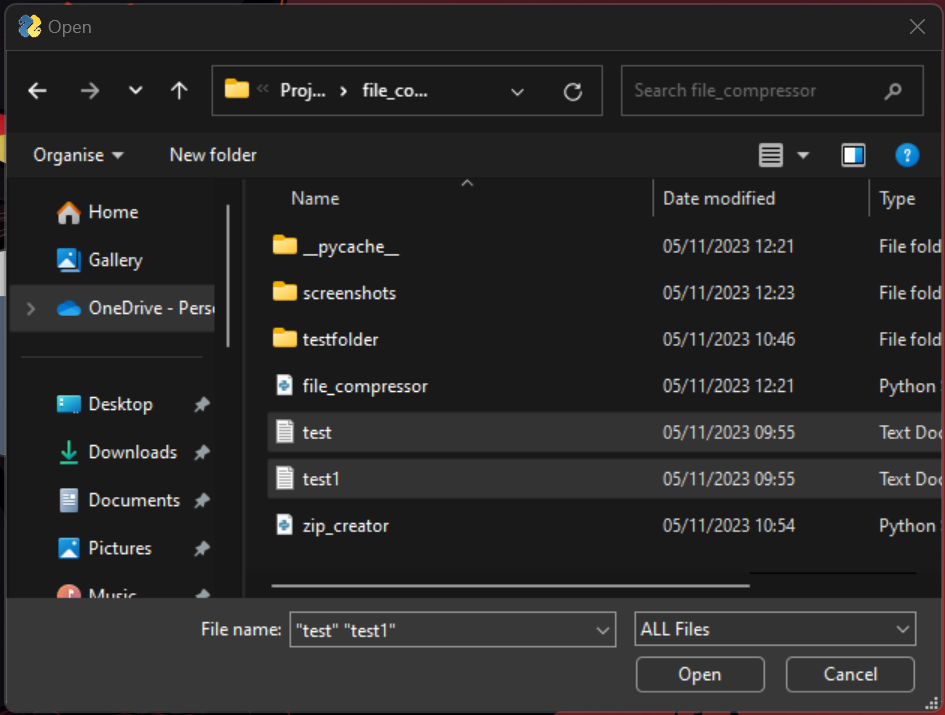 Open
Proj... file_co...
Search file_compressor
Organise New folder
Name Date modified Type
Home
Gallery
OneDrive - Pers
Desktop
Downloads
Documents
Pictures
Music
__pycache__ 05/11/2023 12:21 File fold
screenshots 05/11/2023 12:23 File fold
testfolder 05/11/2023 10:46 File fold
file_compressor 05/11/2023 12:21 Python
test 05/11/2023 09:55 Text Doc
test1 05/11/2023 09:55 Text Doc
zip_creator 05/11/2023 10:54 Python
File name: "test" "test1" ALL Files
Open Cancel